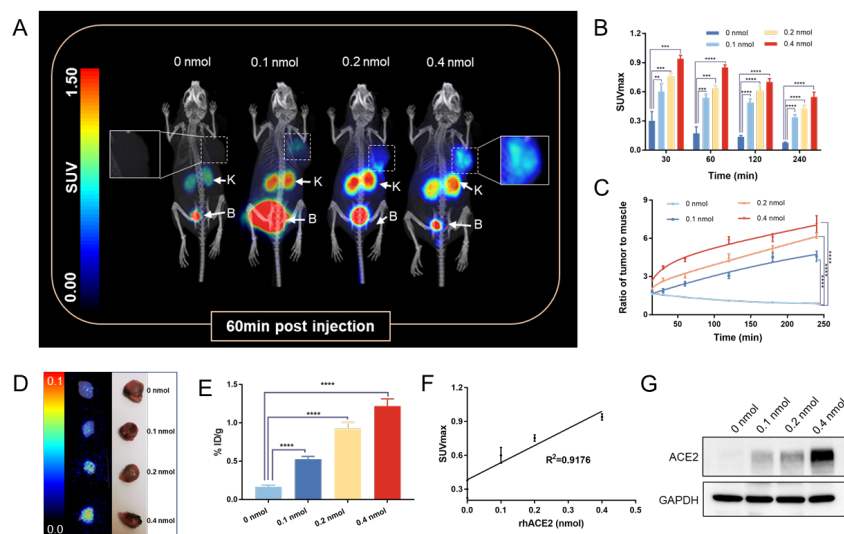 A
0 nmol 0.1 nmol 0.2 nmol 0.4 nmol
1.50
SUV
0.00
K K K
B B B B
60min post injection
B
0 nmol 0.2 nmol
0.1 nmol 0.4 nmol
SUVmax
1.2
0.9
0.6
0.3
0.0
** *** ***
*** *** ****
**** **** ****
**** **** ****
30 60 120 240
Time (min)
C
0 nmol 0.2 nmol
0.1 nmol 0.4 nmol
Ratio of tumor to muscle
9
6
3
0
**** **** ****
50 100 150 200 250
Time (min)
D
0.1
0.0
0 nmol
0.1 nmol
0.2 nmol
0.4 nmol
E
% ID/g
1.5
1.0
0.5
0.0
****
****
****
0 nmol 0.1 nmol 0.2 nmol 0.4 nmol
F
SUVmax
1.2
0.9
0.6
0.3
R²=0.9176
0.0 0.1 0.2 0.3 0.4 0.5
rhACE2 (nmol)
G
0 nmol 0.1 nmol 0.2 nmol 0.4 nmol
ACE2
GAPDH